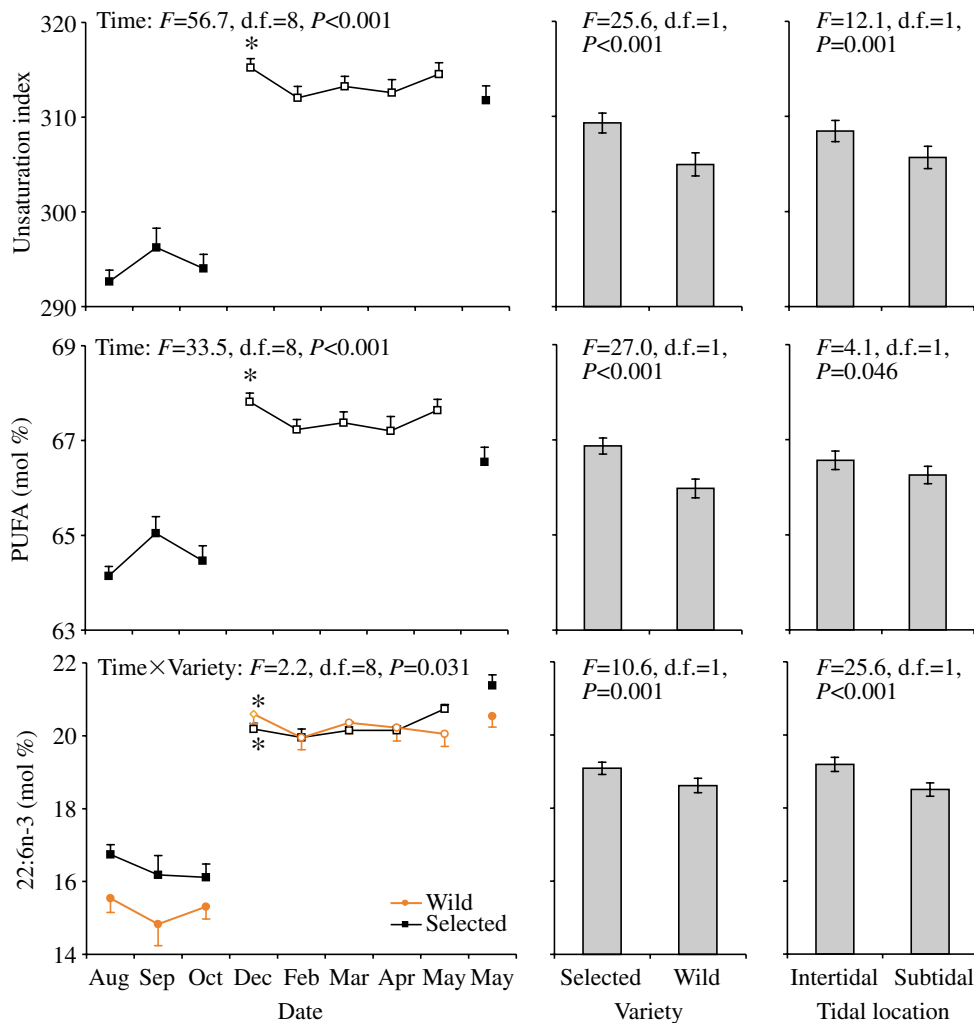 Time: F=56.7, d.f.=8, P<0.001
*
320
310
300
290
Unsaturation index
F=25.6, d.f.=1,
P<0.001
F=12.1, d.f.=1,
P=0.001
Time: F=33.5, d.f.=8, P<0.001
*
69
67
65
63
PUFA (mol %)
F=27.0, d.f.=1,
P<0.001
F=4.1, d.f.=1,
P=0.046
Time×Variety: F=2.2, d.f.=8, P=0.031
*
*
22
20
18
16
14
22:6n-3 (mol %)
Wild
Selected
Aug Sep Oct Dec Feb Mar Apr May May
Date
F=10.6, d.f.=1,
P=0.001
Selected Wild
Variety
F=25.6, d.f.=1,
P<0.001
Intertidal Subtidal
Tidal location